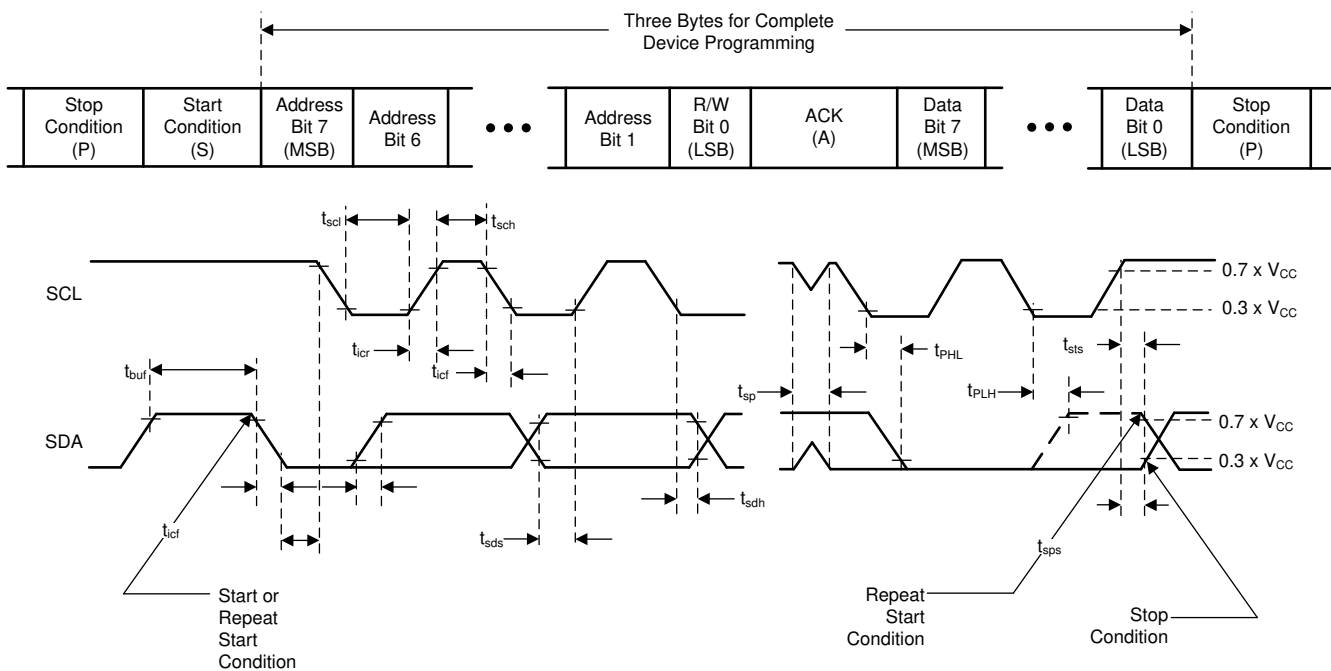 Three Bytes for Complete
Device Programming
Stop
Condition
(P)
Start
Condition
(S)
Address
Bit 7
(MSB)
Address
Bit 6
Address
Bit 1
R/W
Bit 0
(LSB)
ACK
(A)
Data
Bit 7
(MSB)
Data
Bit 0
(LSB)
Stop
Condition
(P)
tscl
tsch
SCL
0.7 x VCC
0.3 x VCC
ticr
ticf
tPHL
tsts
tbuf
tsp
tPLH
SDA
0.7 x VCC
0.3 x VCC
ticf
tsds
tsdh
tsps
Start or
Repeat
Start
Condition
Repeat
Start
Condition
Stop
Condition